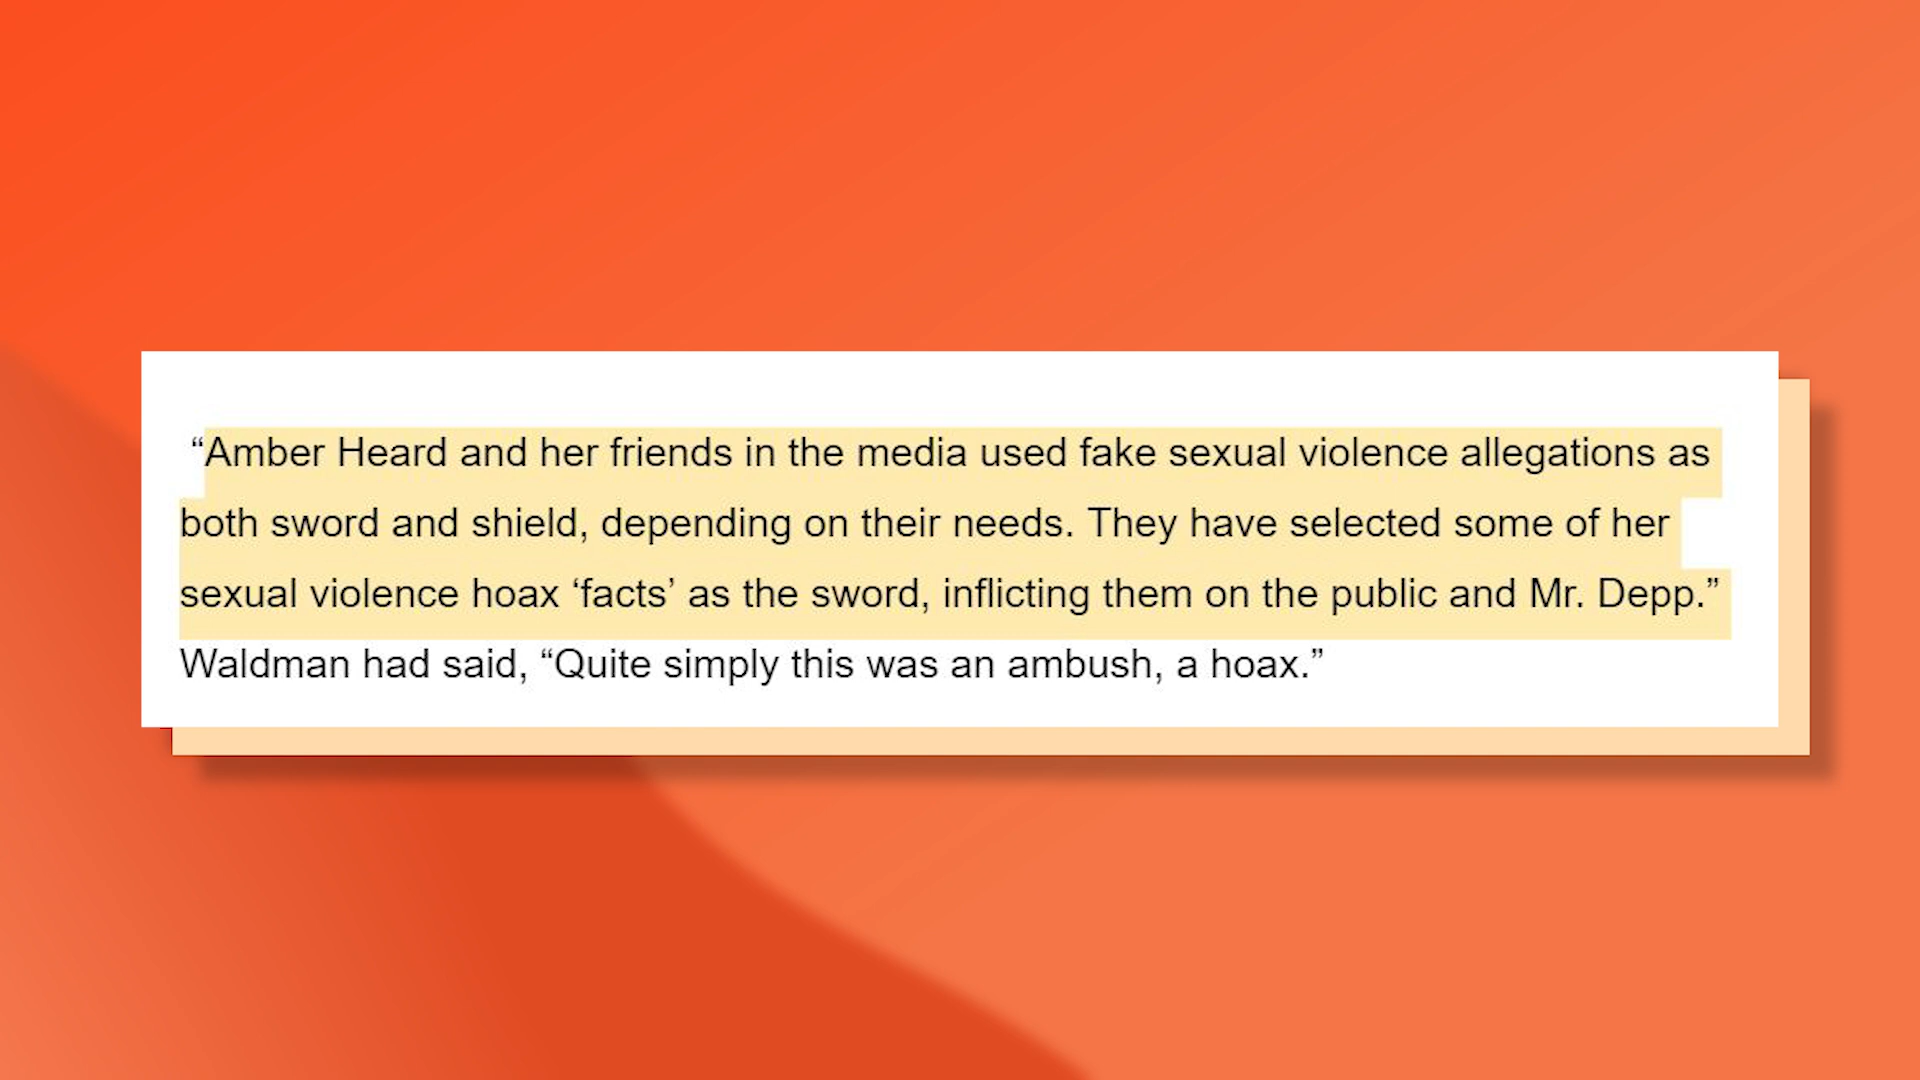 “Amber Heard and her friends in the media used fake sexual violence allegations as
both sword and shield, depending on their needs. They have selected some of her
sexual violence hoax ‘facts’ as the sword, inflicting them on the public and Mr. Depp.”
Waldman had said, “Quite simply this was an ambush, a hoax.”